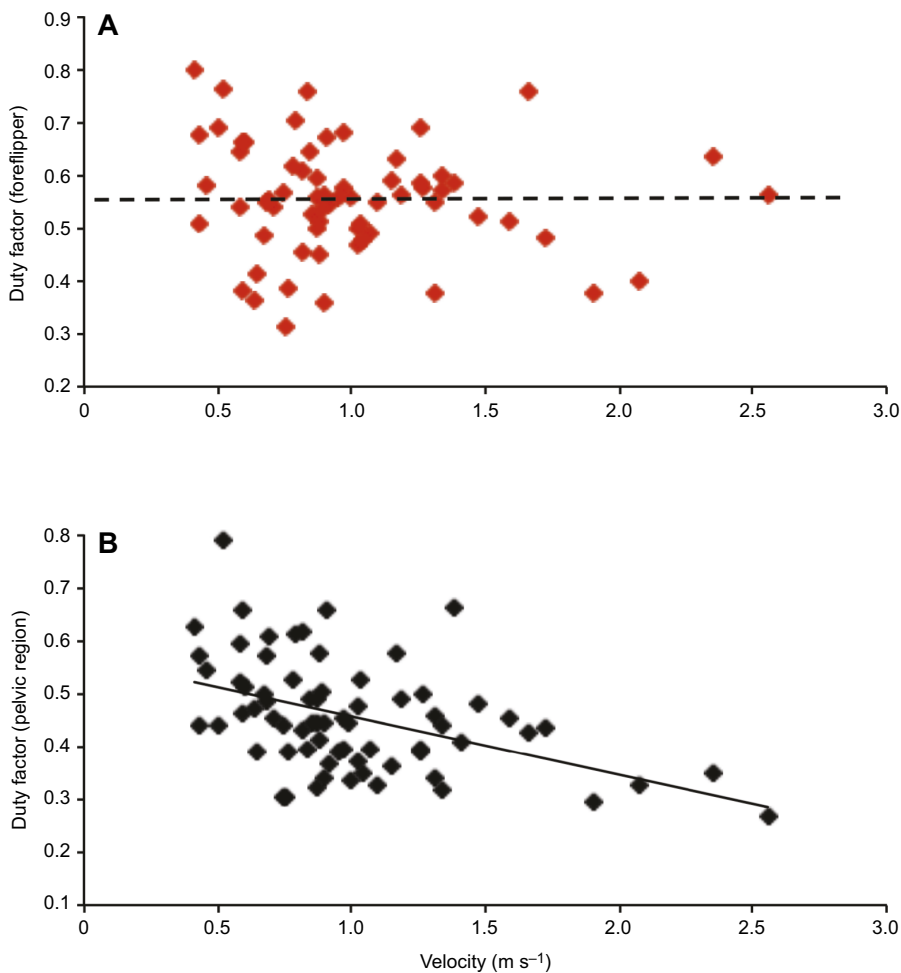 A
Duty factor (foreflipper)
0.9
0.8
0.7
0.6
0.5
0.4
0.3
0.2
0 0.5 1.0 1.5 2.0 2.5 3.0
B
Duty factor (pelvic region)
0.8
0.7
0.6
0.5
0.4
0.3
0.2
0.1
0 0.5 1.0 1.5 2.0 2.5 3.0
Velocity (m s⁻¹)